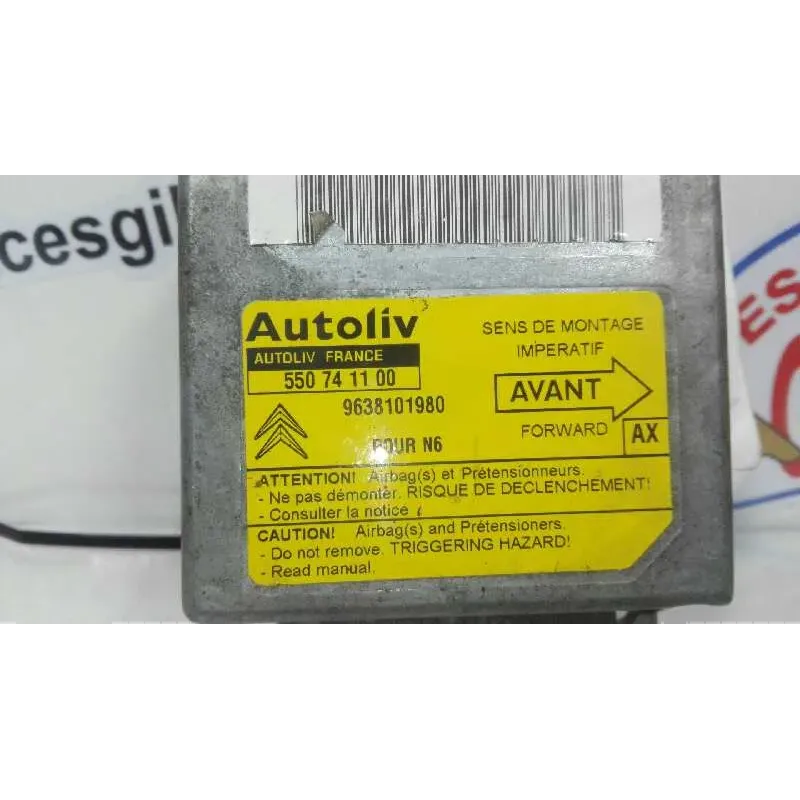 cesgil
ES
Autoliv
AUTOLIV FRANCE
550 74 11 00
9638101980
POUR N6
SENS DE MONTAGE
IMPERATIF
AVANT
FORWARD
AX
ATTENTION! Airbag(s) et Prétensionneurs.
- Ne pas démonter. RISQUE DE DECLENCHEMENT!
- Consulter la notice
CAUTION! Airbag(s) and Prétensioners.
- Do not remove. TRIGGERING HAZARD!
- Read manual.